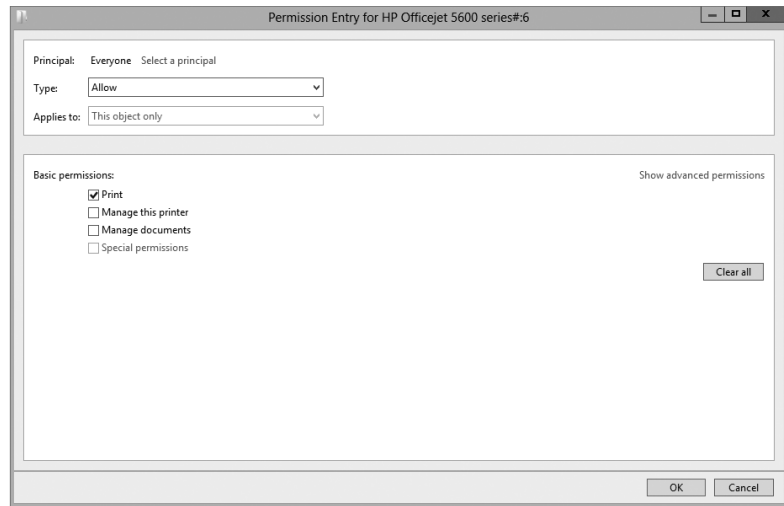 Permission Entry for HP Officejet 5600 series#:6
Principal: Everyone Select a principal
Type: Allow
Applies to: This object only
Basic permissions: Show advanced permissions
Print
Manage this printer
Manage documents
Special permissions
Clear all
OK Cancel